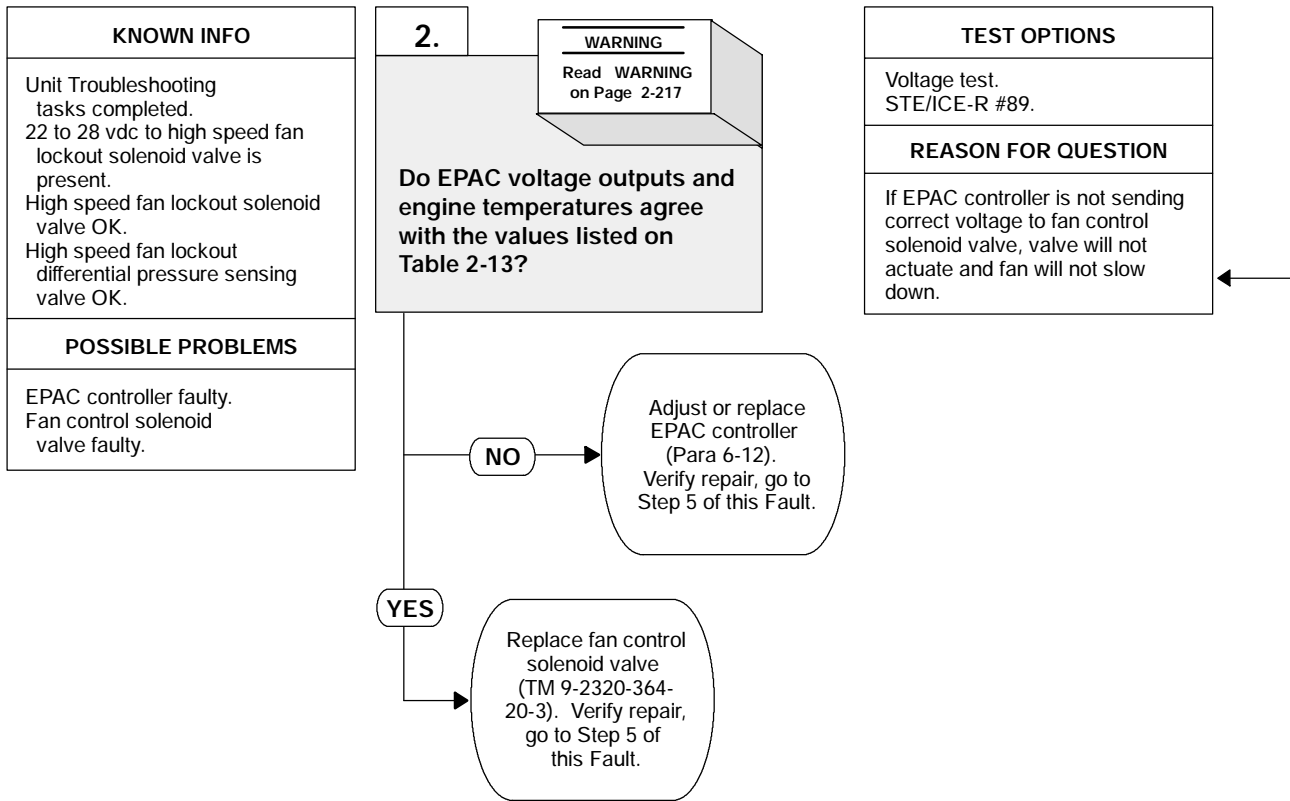 KNOWN INFO
Unit Troubleshooting
tasks completed.
22 to 28 vdc to high speed fan
lockout solenoid valve is
present.
High speed fan lockout solenoid
valve OK.
High speed fan lockout
differential pressure sensing
valve OK.
POSSIBLE PROBLEMS
EPAC controller faulty.
Fan control solenoid
valve faulty.
2.
WARNING
Read WARNING
on Page 2-217
Do EPAC voltage outputs and
engine temperatures agree
with the values listed on
Table 2-13?
TEST OPTIONS
Voltage test.
STE/ICE-R #89.
REASON FOR QUESTION
If EPAC controller is not sending
correct voltage to fan control
solenoid valve, valve will not
actuate and fan will not slow
down.
NO
Adjust or replace
EPAC controller
(Para 6-12).
Verify repair, go to
Step 5 of this Fault.
YES
Replace fan control
solenoid valve
(TM 9-2320-364-
20-3). Verify repair,
go to Step 5 of
this Fault.